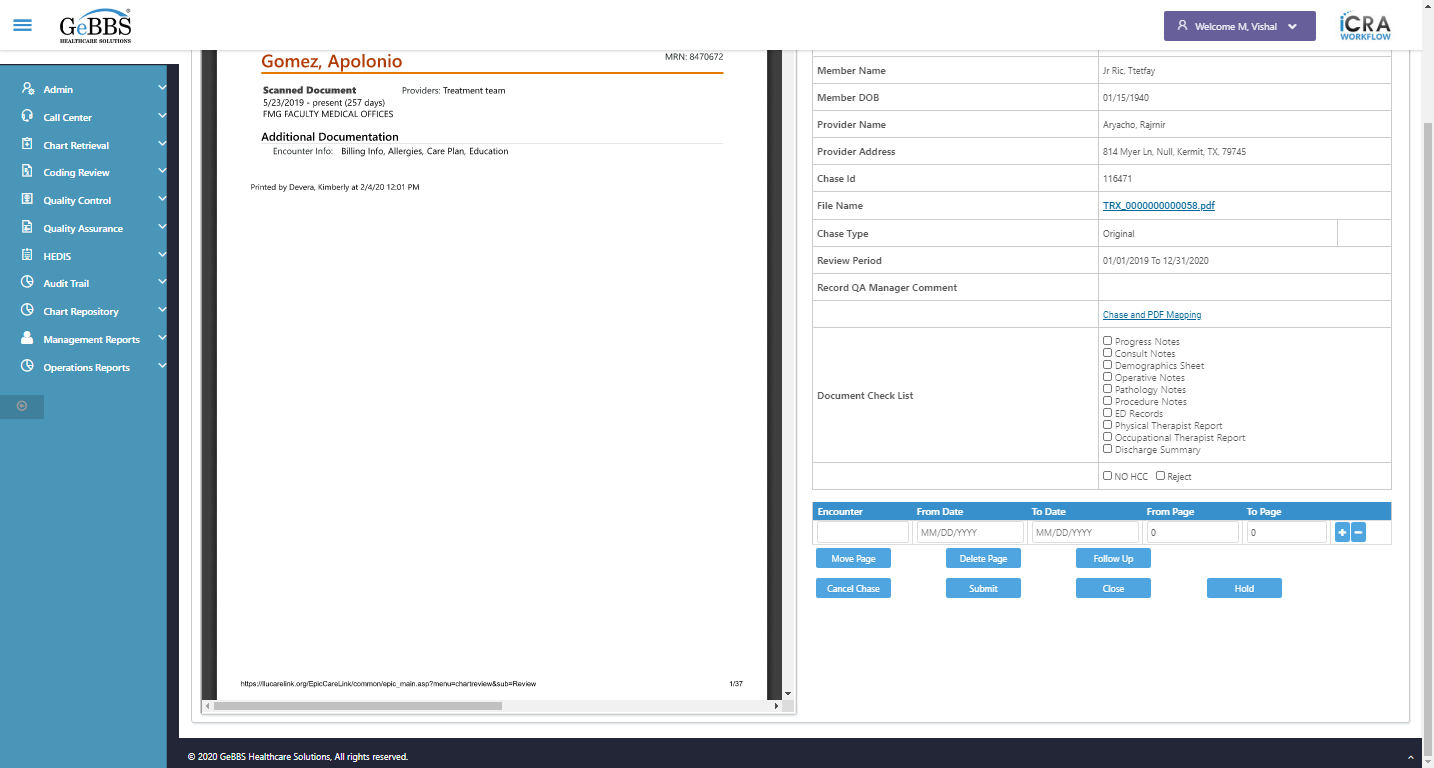 GeBBS
HEALTHCARE SOLUTIONS
Welcome M, Vishal
iCRA
WORKFLOW
Admin
Call Center
Chart Retrieval
Coding Review
Quality Control
Quality Assurance
HEDIS
Audit Trail
Chart Repository
Management Reports
Operations Reports
Gomez, Apolonio
MRN: 8470672
Scanned Document
Providers: Treatment team
5/23/2019 - present (257 days)
FMG FACULTY MEDICAL OFFICES
Additional Documentation
Encounter Info: Billing Info, Allergies, Care Plan, Education
Printed by Devera, Kimberly at 2/4/20 12:01 PM
https://llucarelink.org/EpicCareLink/common/epic_main.asp?menu=chartreview&sub=Review
1/37
Member Name Jr Ric, Ttetfay
Member DOB 01/15/1940
Provider Name Aryacho, Rajrnir
Provider Address 814 Myer Ln, Null, Kermit, TX, 79745
Chase Id 116471
File Name TRX_0000000000058.pdf
Chase Type Original
Review Period 01/01/2019 To 12/31/2020
Record QA Manager Comment
Chase and PDF Mapping
Document Check List
Progress Notes
Consult Notes
Demographics Sheet
Operative Notes
Pathology Notes
Procedure Notes
ED Records
Physical Therapist Report
Occupational Therapist Report
Discharge Summary
NO HCC Reject
Encounter From Date To Date From Page To Page
MM/DD/YYYY MM/DD/YYYY 0 0
Move Page Delete Page Follow Up
Cancel Chase Submit Close Hold
© 2020 GeBBS Healthcare Solutions, All rights reserved.